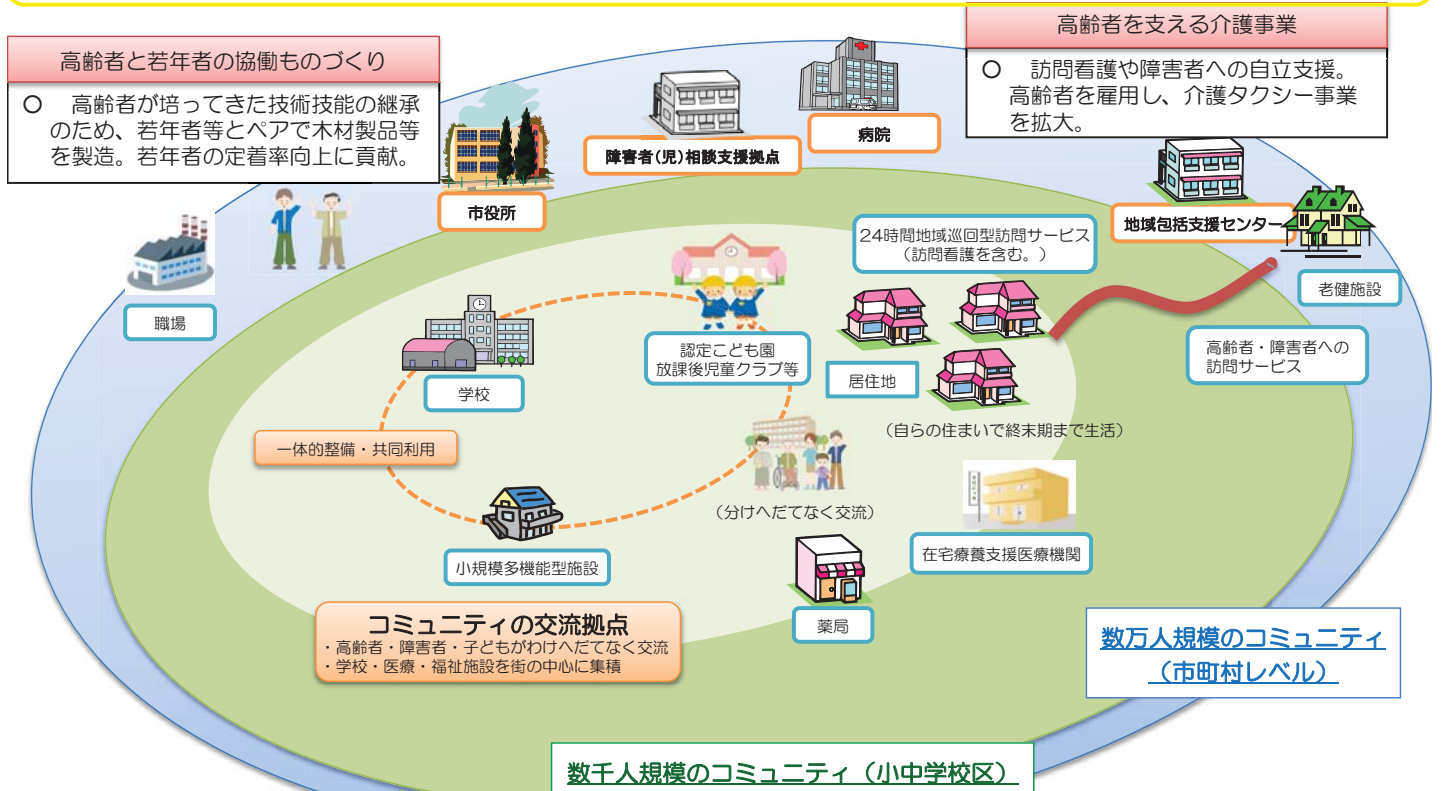 高齢者と若年者の協働ものづくり
○ 高齢者が培ってきた技術技能の継承
のため、若年者等とペアで木材製品等
を製造。若年者の定着率向上に貢献。
高齢者を支える介護事業
○ 訪問看護や障害者への自立支援。
高齢者を雇用し、介護タクシー事業
を拡大。
病院
障害者(児)相談支援拠点
市役所
地域包括支援センター
老健施設
職場
24時間地域巡回型訪問サービス
(訪問看護を含む。)
高齢者・障害者への
訪問サービス
認定こども園
放課後児童クラブ等
居住地
学校
(自らの住まいで終末期まで生活)
一体的整備・共同利用
(分けへだてなく交流)
在宅療養支援医療機関
小規模多機能型施設
薬局
コミュニティの交流拠点
・高齢者・障害者・子どもがわけへだてなく交流
・学校・医療・福祉施設を街の中心に集積
数万人規模のコミュニティ
(市町村レベル)
数千人規模のコミュニティ(小中学校区)